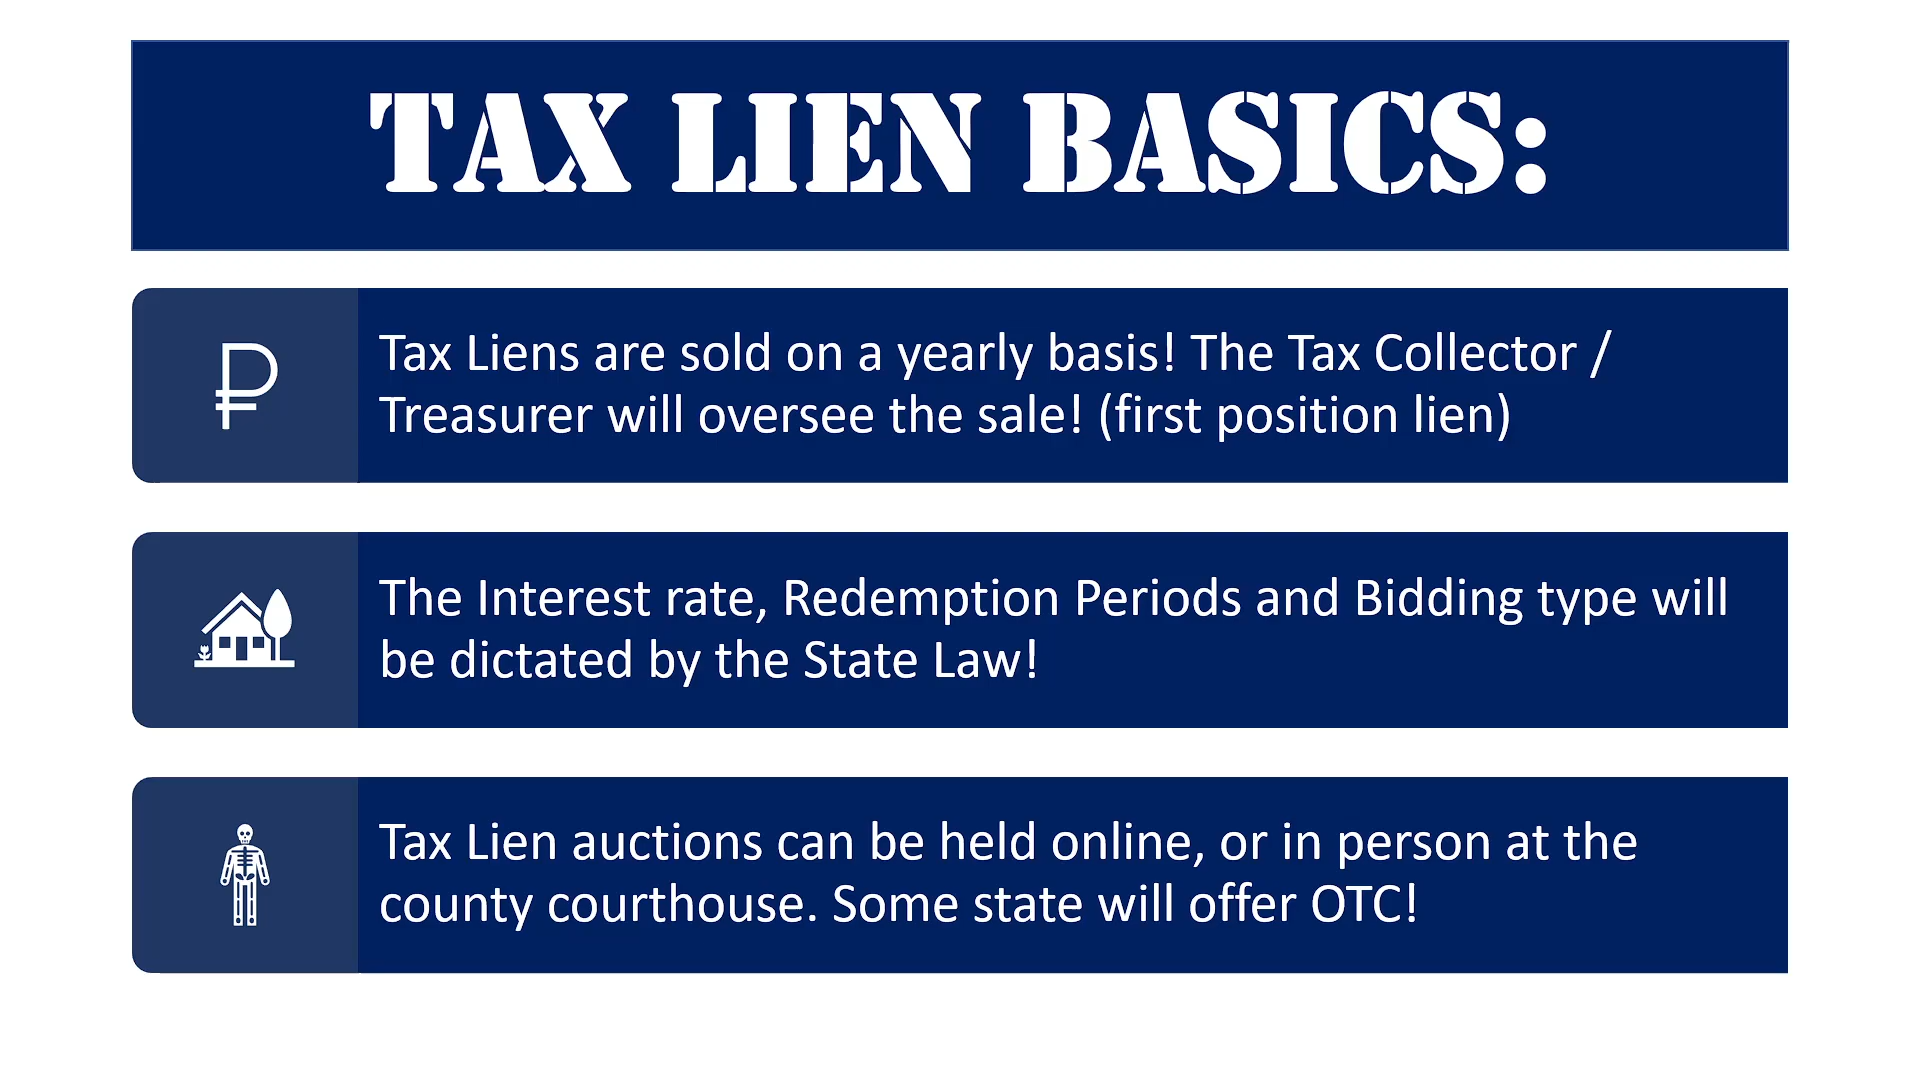 TAX LIEN BASICS:
Tax Liens are sold on a yearly basis! The Tax Collector /
Treasurer will oversee the sale! (first position lien)
The Interest rate, Redemption Periods and Bidding type will
be dictated by the State Law!
Tax Lien auctions can be held online, or in person at the
county courthouse. Some state will offer OTC!